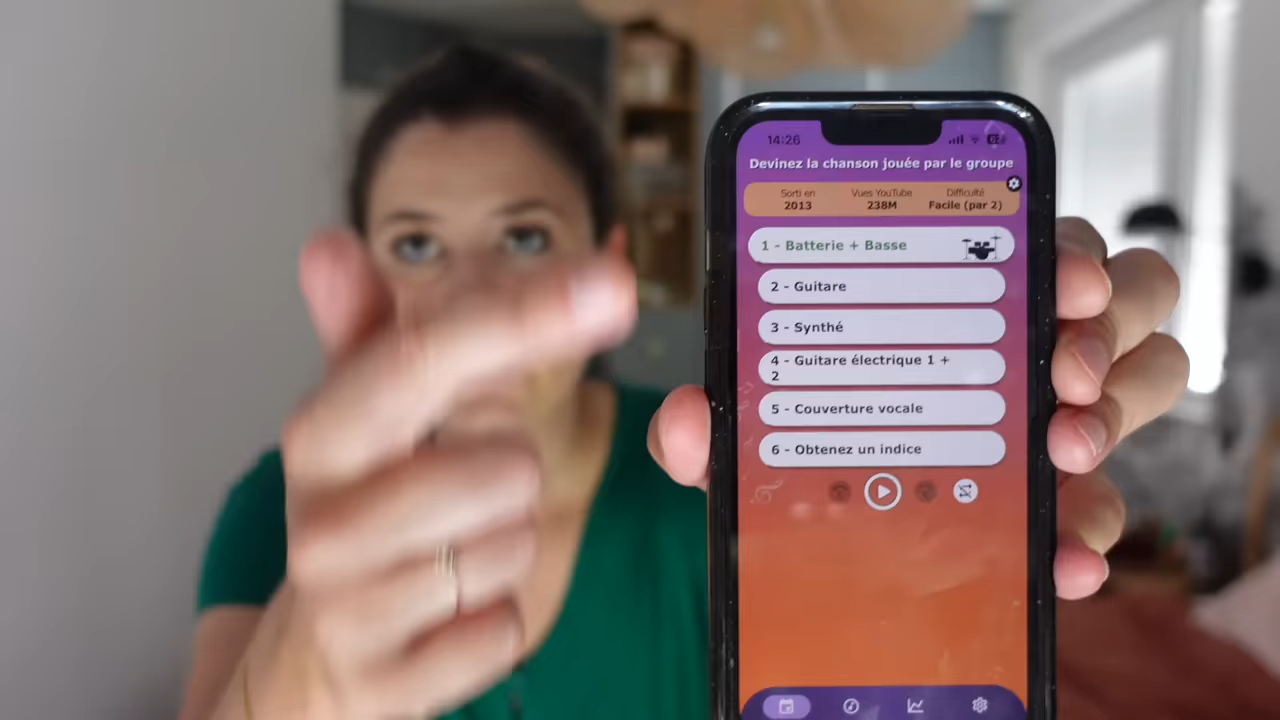 14:26
Devinez la chanson jouée par le groupe
Sorti en Vues YouTube Difficulté
2013 238M Facile (par 2)
1 - Batterie + Basse
2 - Guitare
3 - Synthé
4 - Guitare électrique 1 +
2
5 - Couverture vocale
6 - Obtenez un indice